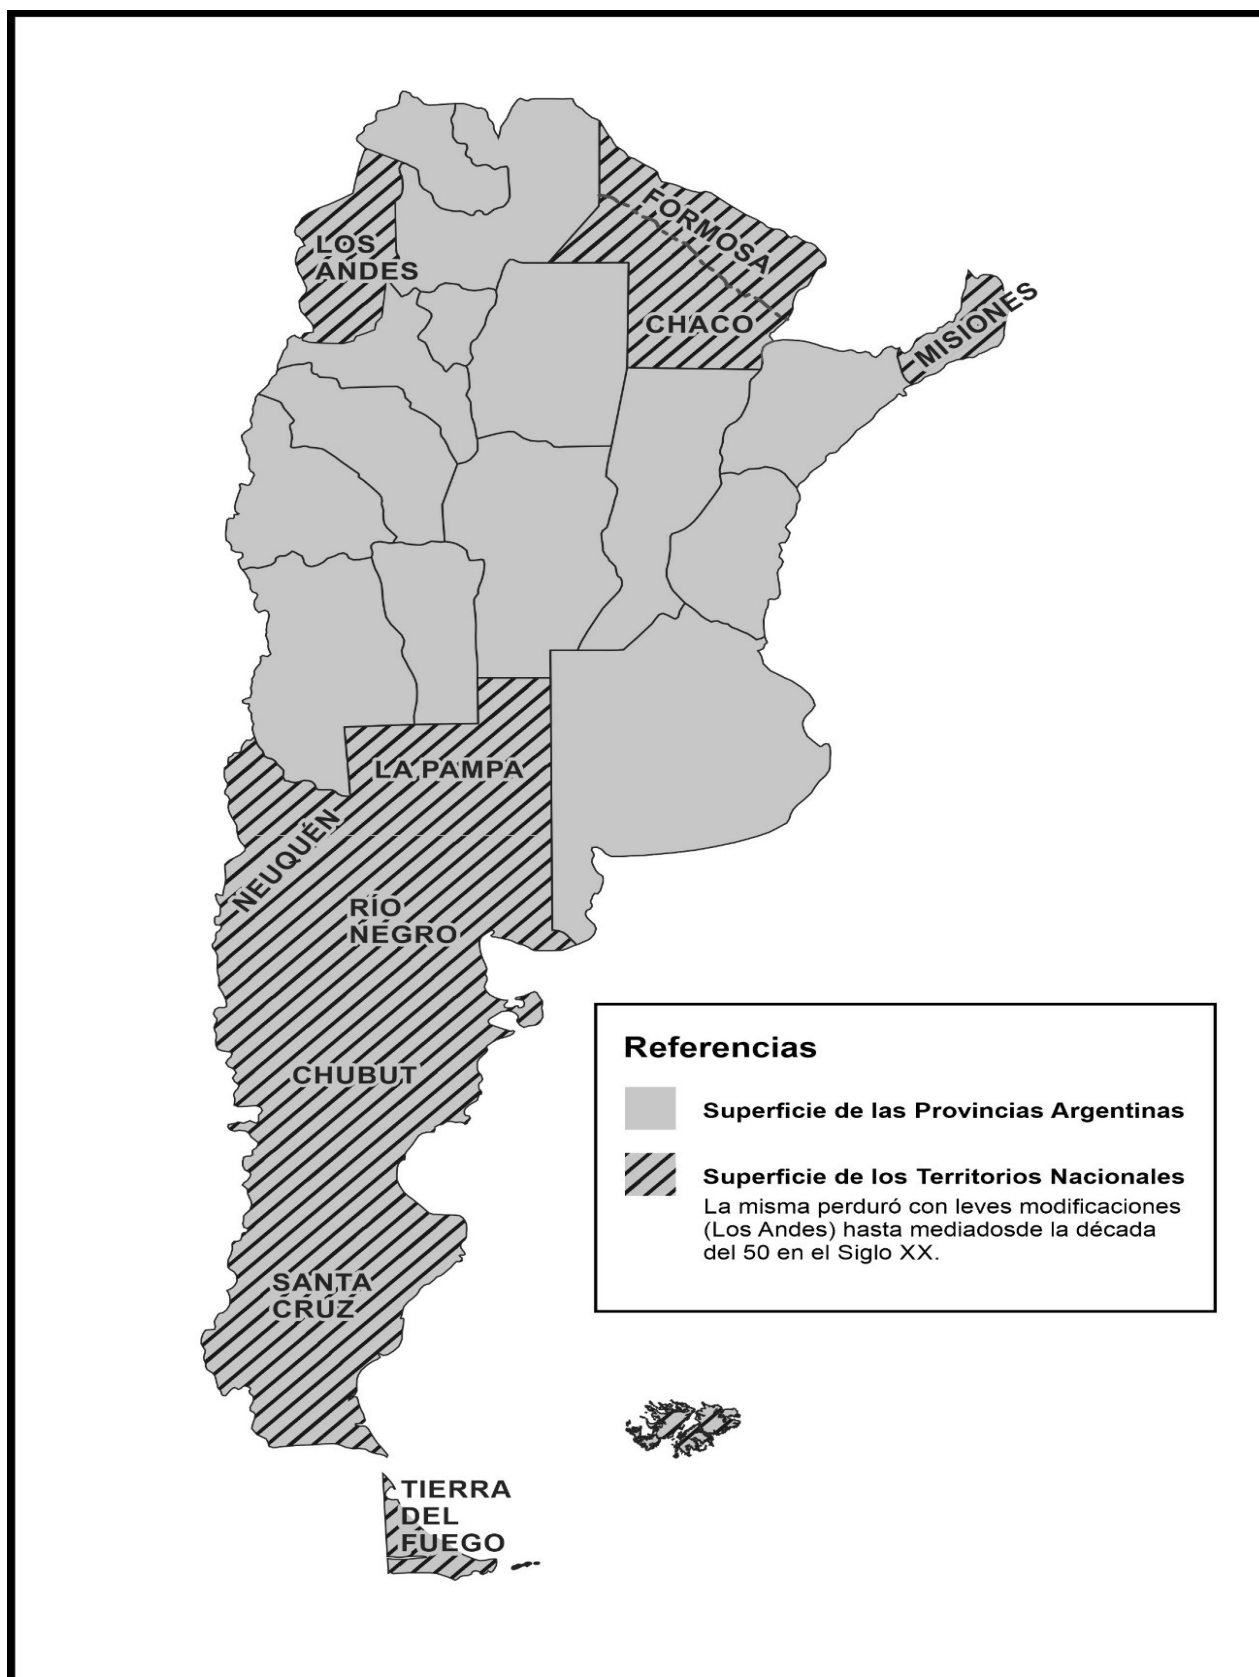 LOS
ANDES
FORMOSA
CHACO
MISIONES
LA PAMPA
NEUQUÉN
RÍO
NEGRO
CHUBUT
SANTA
CRUZ
TIERRA
DEL
FUEGO
Referencias
Superficie de las Provincias Argentinas
Superficie de los Territorios Nacionales
La misma perduró con leves modificaciones
(Los Andes) hasta mediadosde la década
del 50 en el Siglo XX.